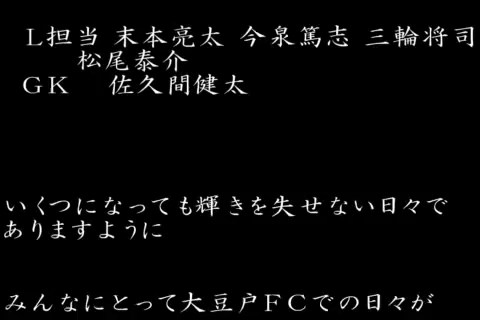 L担当 末本亮太 今泉篤志 三輪将司
松尾泰介
GK 佐久間健太
いくつになっても輝きを失せない日々で
ありますように
みんなにとって大豆戸FCでの日々が